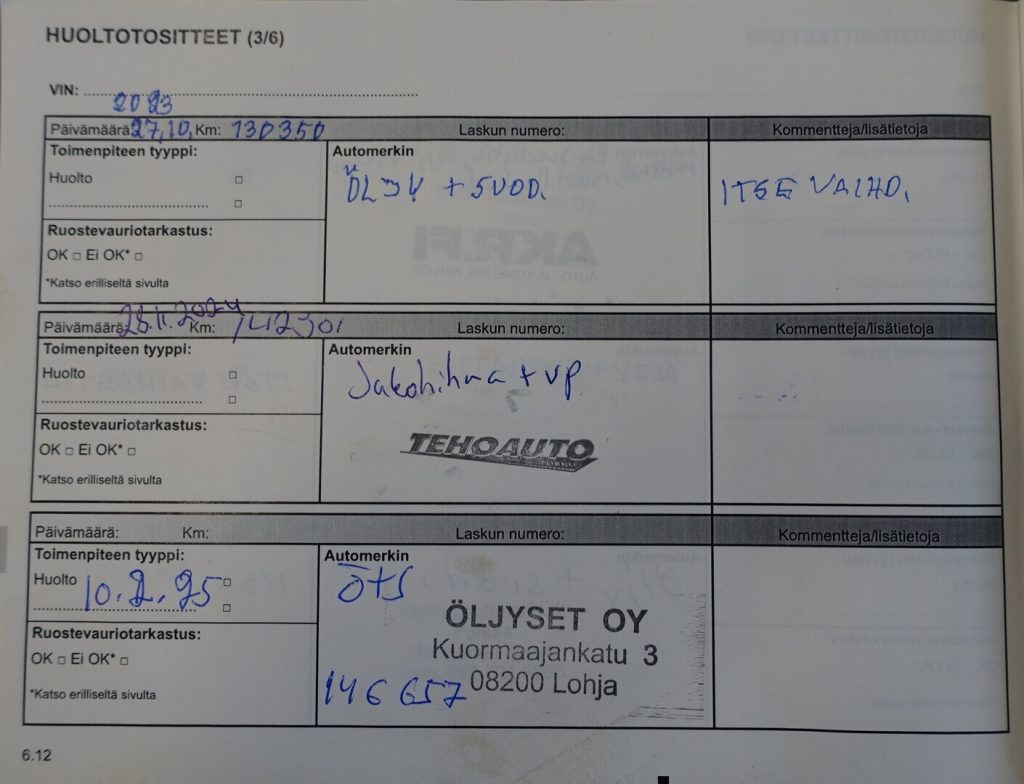 HUOLTOTOSITTEET (3/6)
VIN:
2023
Päivämäärä 27,10, Km: 130350 Laskun numero: Kommentteja/lisätietoja
Toimenpiteen tyyppi: Automerkin
Huolto ÖLJY + SUOD. ITSE VAIHD.
Ruostevauriotarkastus:
OK □ Ei OK* □
*Katso erilliseltä sivulta
Päivämäärä 28.11.2024 Km: 142301 Laskun numero: Kommentteja/lisätietoja
Toimenpiteen tyyppi: Automerkin
Huolto Jakohihna + vp
Ruostevauriotarkastus:
OK □ Ei OK* □ TEHOAUTO
TURKU
*Katso erilliseltä sivulta
Päivämäärä: Km: Laskun numero: Kommentteja/lisätietoja
Toimenpiteen tyyppi: Automerkin
Huolto 10.2.25 Ö+S
ÖLJYSET OY
Ruostevauriotarkastus: Kuormaajankatu 3
OK □ Ei OK* □ 08200 Lohja
*Katso erilliseltä sivulta 146 657
6.12